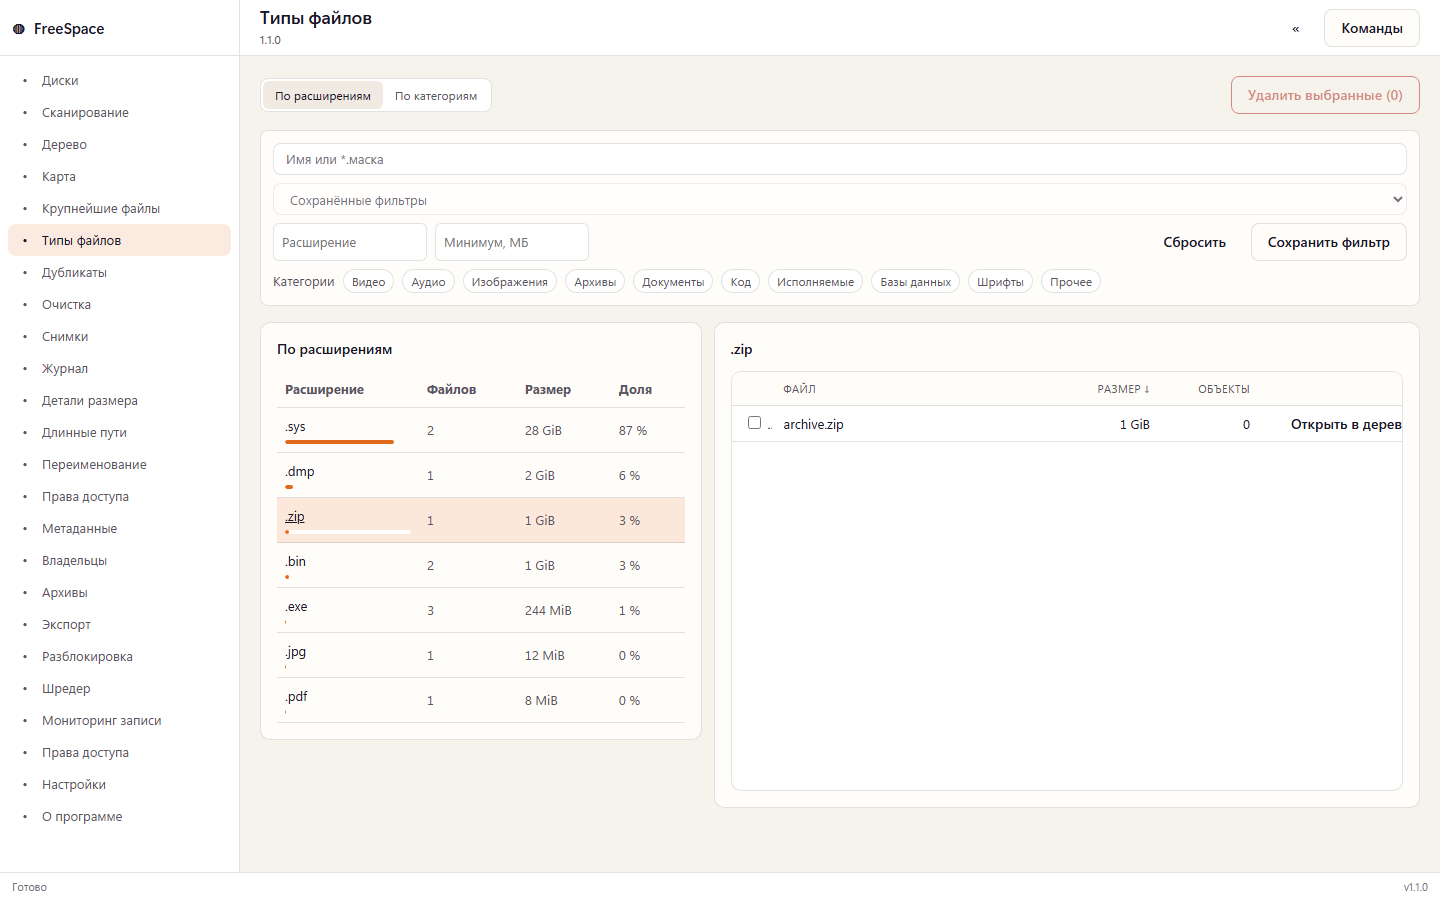 FreeSpace
Типы файлов
1.1.0
«
Команды
Диски
Сканирование
Дерево
Карта
Крупнейшие файлы
Типы файлов
Дубликаты
Очистка
Снимки
Журнал
Детали размера
Длинные пути
Переименование
Права доступа
Метаданные
Владельцы
Архивы
Экспорт
Разблокировка
Шредер
Мониторинг записи
Права доступа
Настройки
О программе
По расширениям
По категориям
Удалить выбранные (0)
Имя или *.маска
Сохранённые фильтры
Расширение
Минимум, МБ
Сбросить
Сохранить фильтр
Категории
Видео
Аудио
Изображения
Архивы
Документы
Код
Исполняемые
Базы данных
Шрифты
Прочее
По расширениям
Расширение Файлов Размер Доля
.sys 2 28 GiB 87 %
.dmp 1 2 GiB 6 %
.zip 1 1 GiB 3 %
.bin 2 1 GiB 3 %
.exe 3 244 MiB 1 %
.jpg 1 12 MiB 0 %
.pdf 1 8 MiB 0 %
.zip
ФАЙЛ РАЗМЕР ↓ ОБЪЕКТЫ
.. archive.zip 1 GiB 0 Открыть в дерев
Готово
v1.1.0